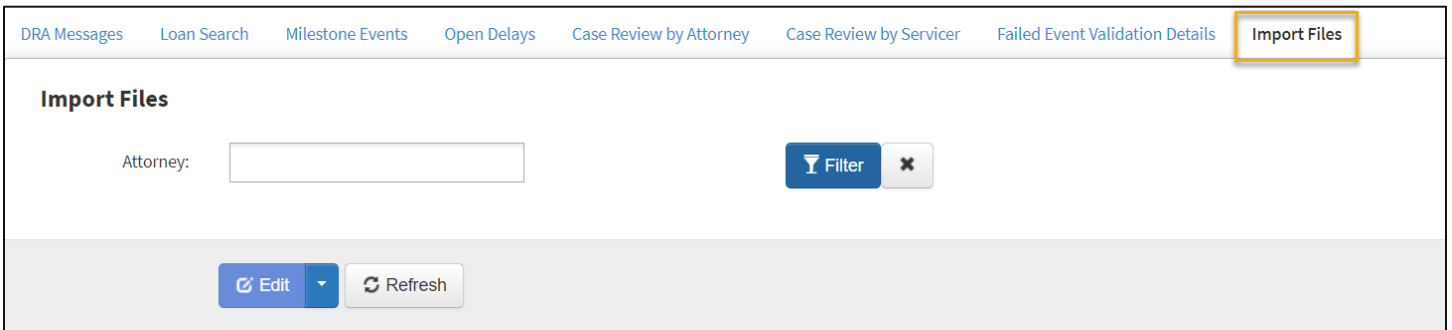 DRA Messages Loan Search Milestone Events Open Delays Case Review by Attorney Case Review by Servicer Failed Event Validation Details Import Files
Import Files
Attorney: Filter
Edit Refresh